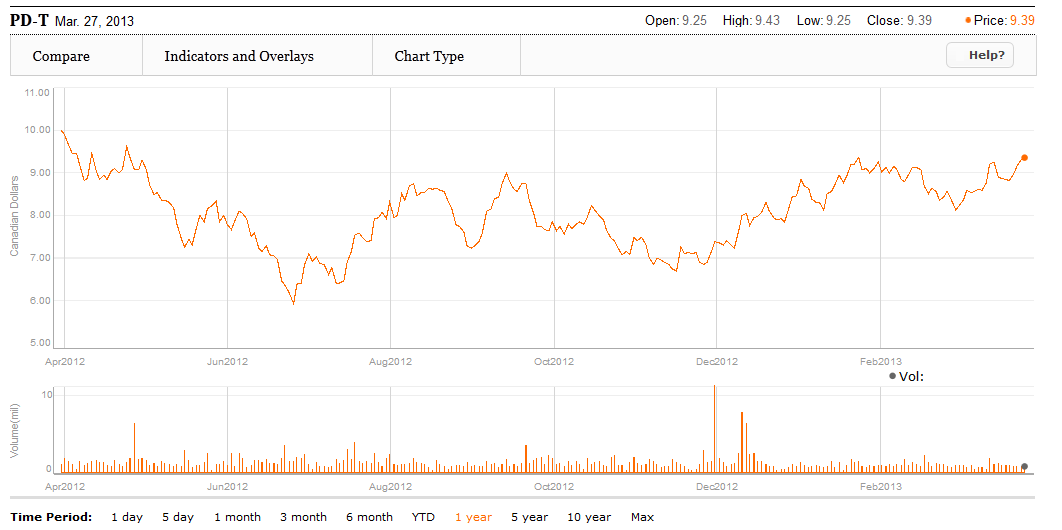 PD-T Mar. 27, 2013 Open: 9.25 High: 9.43 Low: 9.25 Close: 9.39 Price: 9.39
Compare Indicators and Overlays Chart Type Help?
11.00
10.00
9.00
8.00
7.00
6.00
5.00
Canadian Dollars
Apr2012 Jun2012 Aug2012 Oct2012 Dec2012 Feb2013
Vol:
10
0
Volume(mil)
Apr2012 Jun2012 Aug2012 Oct2012 Dec2012 Feb2013
Time Period: 1 day 5 day 1 month 3 month 6 month YTD 1 year 5 year 10 year Max